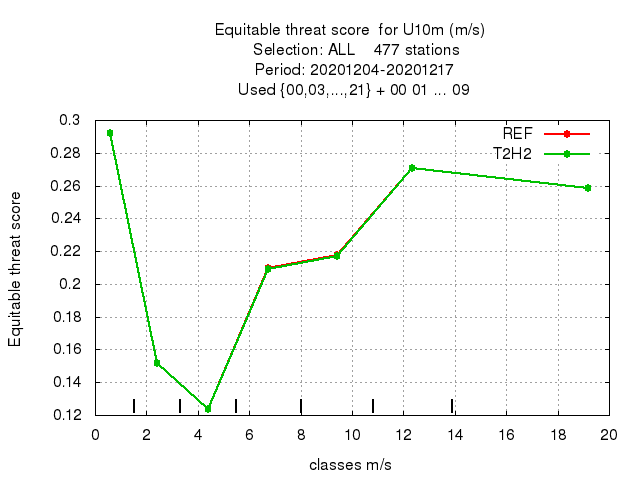 Equitable threat score  for U10m (m/s)
Selection: ALL    477 stations
Period: 20201204-20201217
Used {00,03,...,21} + 00 01 ... 09
REF
T2H2
Equitable threat score
0.3
0.28
0.26
0.24
0.22
0.2
0.18
0.16
0.14
0.12
0 2 4 6 8 10 12 14 16 18 20
classes m/s